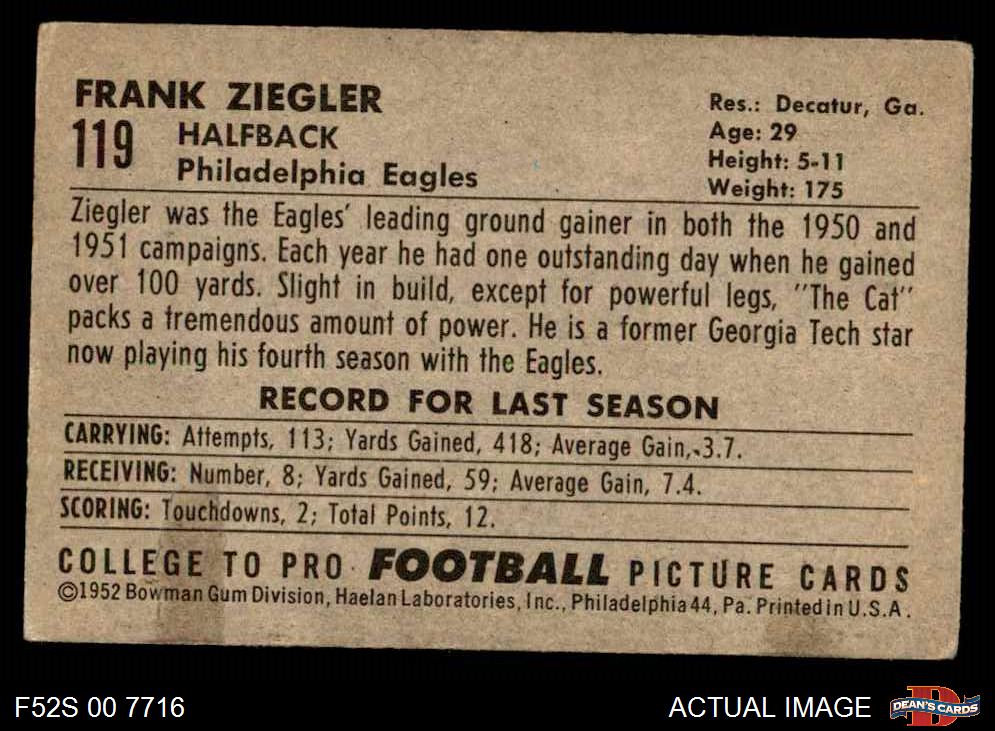 FRANK ZIEGLER
119 HALFBACK
Philadelphia Eagles
Res.: Decatur, Ga.
Age: 29
Height: 5-11
Weight: 175
Ziegler was the Eagles' leading ground gainer in both the 1950 and
1951 campaigns. Each year he had one outstanding day when he gained
over 100 yards. Slight in build, except for powerful legs, "The Cat"
packs a tremendous amount of power. He is a former Georgia Tech star
now playing his fourth season with the Eagles.
RECORD FOR LAST SEASON
CARRYING: Attempts, 113; Yards Gained, 418; Average Gain, 3.7.
RECEIVING: Number, 8; Yards Gained, 59; Average Gain, 7.4.
SCORING: Touchdowns, 2; Total Points, 12.
COLLEGE TO PRO FOOTBALL PICTURE CARDS
©1952 Bowman Gum Division, Haelan Laboratories, Inc., Philadelphia 44, Pa. Printed in U.S.A.
F52S 00 7716
ACTUAL IMAGE
D
DEAN'S CARDS